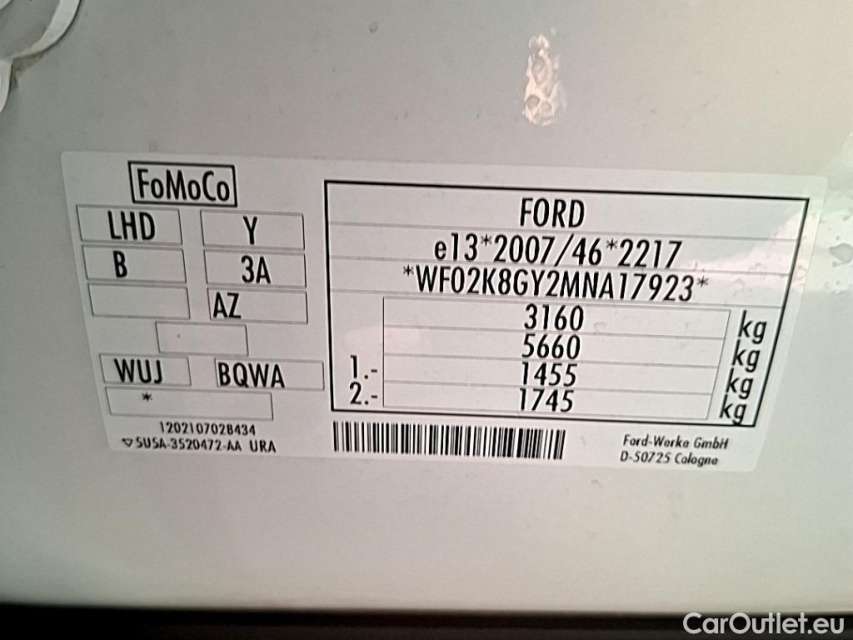 FoMoCo
LHD Y
B 3A
AZ
WUJ BQWA
*
1202107028434
SU5A-3520472-AA URA
FORD
e13*2007/46*2217
*WF02K8GY2MNA17923*
3160 kg
5660 kg
1.- 1455 kg
2.- 1745 kg
Ford-Werke GmbH
D-50725 Cologne
CarOutlet.eu